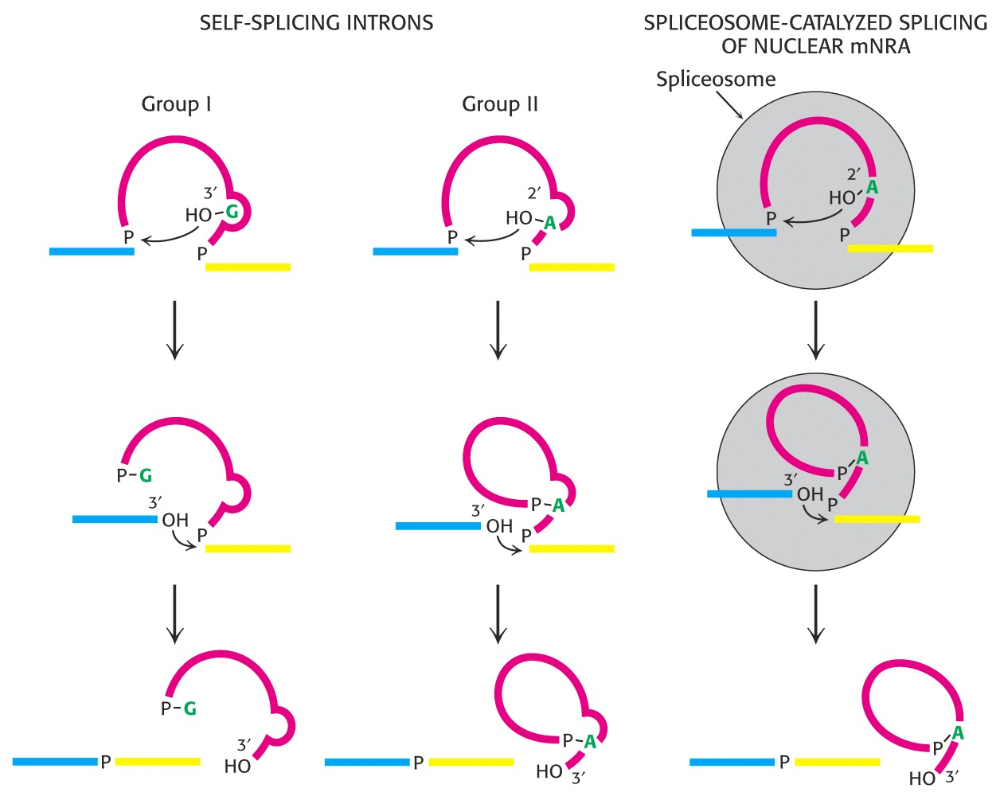 SELF-SPLICING INTRONS
SPLICEOSOME-CATALYZED SPLICING
OF NUCLEAR mNRA
Spliceosome
Group I
Group II
3′
HO G
P
P
2′
HO A
P
P
2′
A
HO
P
P
P G
3′
OH
P
P A
3′
OH
P
A
P
3′
OH
P
P G
3′
HO
P
P A
HO
3′
P
A
P
HO 3′
P